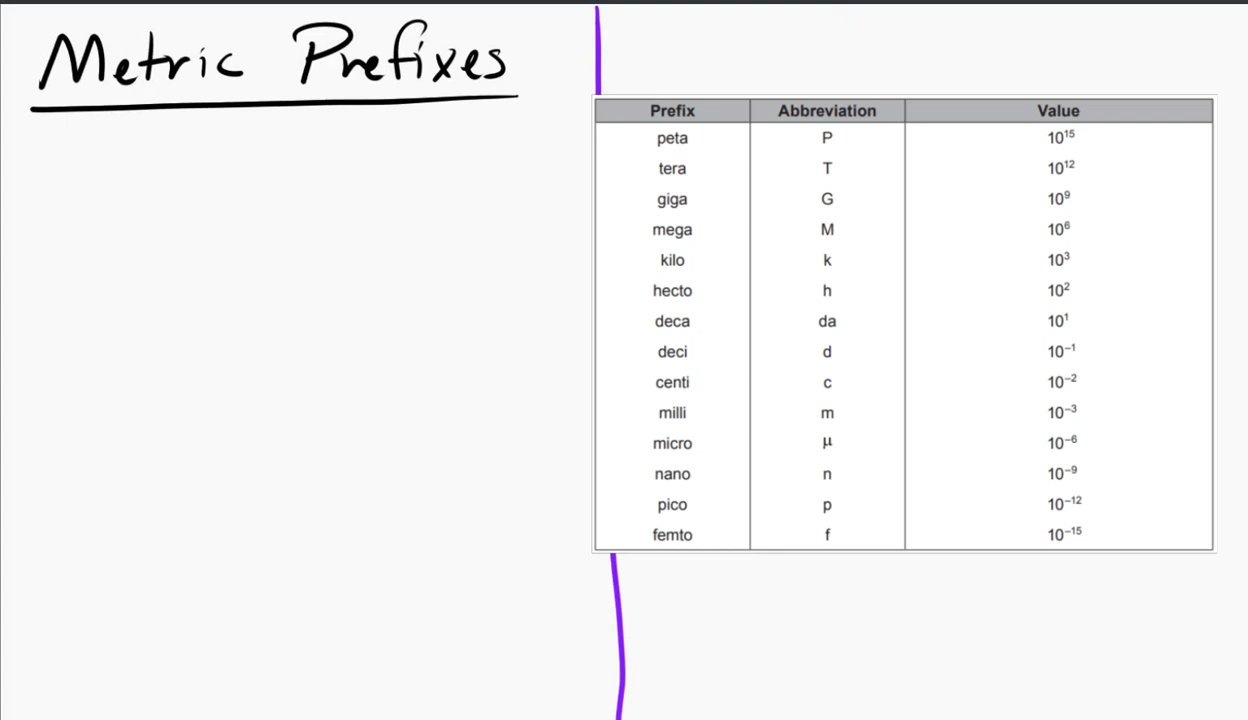 Metric Prefixes
Prefix Abbreviation Value
peta P 10¹⁵
tera T 10¹²
giga G 10⁹
mega M 10⁶
kilo k 10³
hecto h 10²
deca da 10¹
deci d 10⁻¹
centi c 10⁻²
milli m 10⁻³
micro μ 10⁻⁶
nano n 10⁻⁹
pico p 10⁻¹²
femto f 10⁻¹⁵